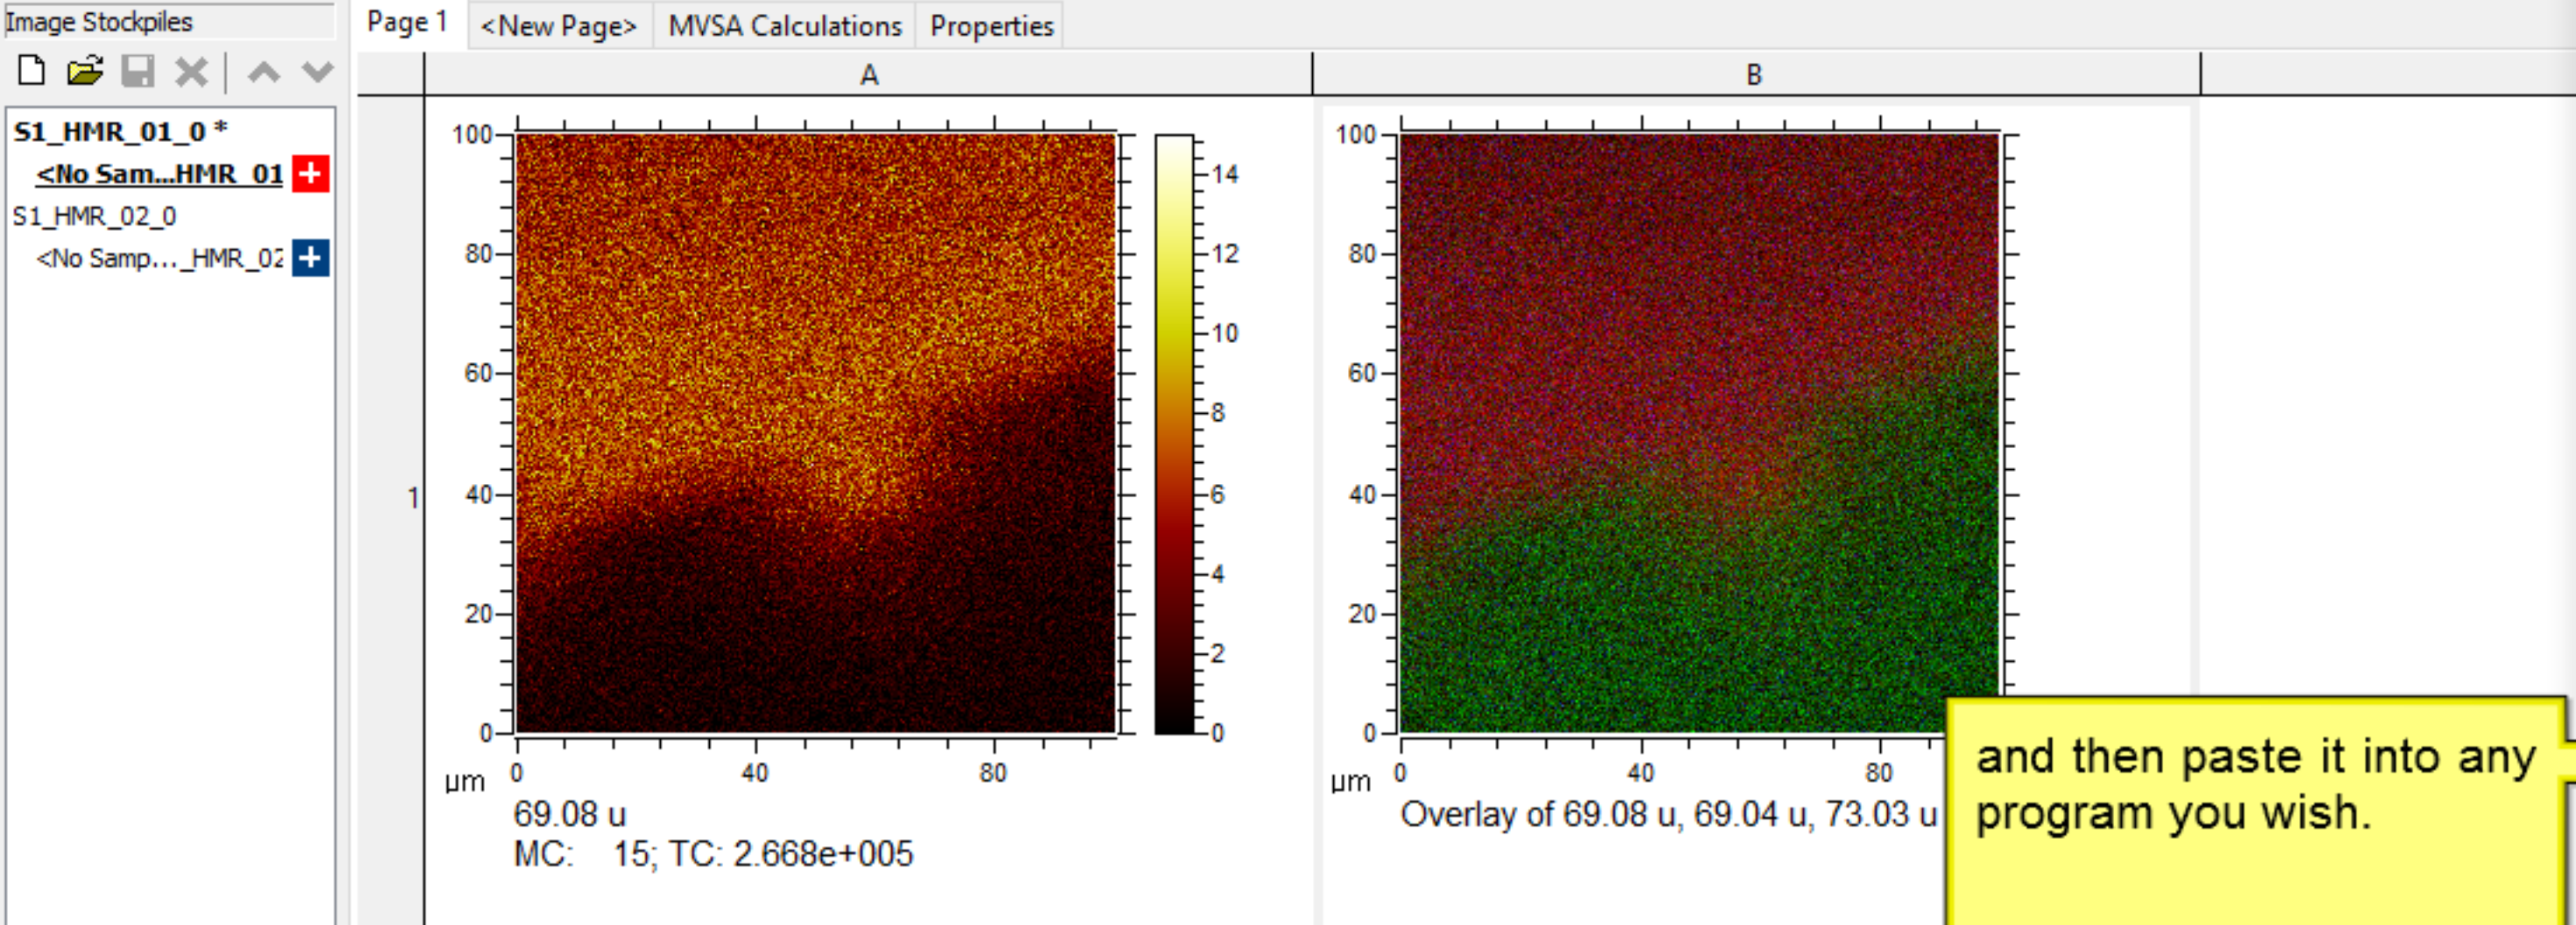 Image Stockpiles
Page 1 <New Page> MVSA Calculations Properties
S1_HMR_01_0 *
<No Sam...HMR_01
S1_HMR_02_0
<No Samp..._HMR_02
A B
1
100
80
60
40
20
0
µm 0 40 80
14
12
10
8
6
4
2
0
69.08 u
MC: 15; TC: 2.668e+005
100
80
60
40
20
0
µm 0 40 80
Overlay of 69.08 u, 69.04 u, 73.03 u
and then paste it into any
program you wish.